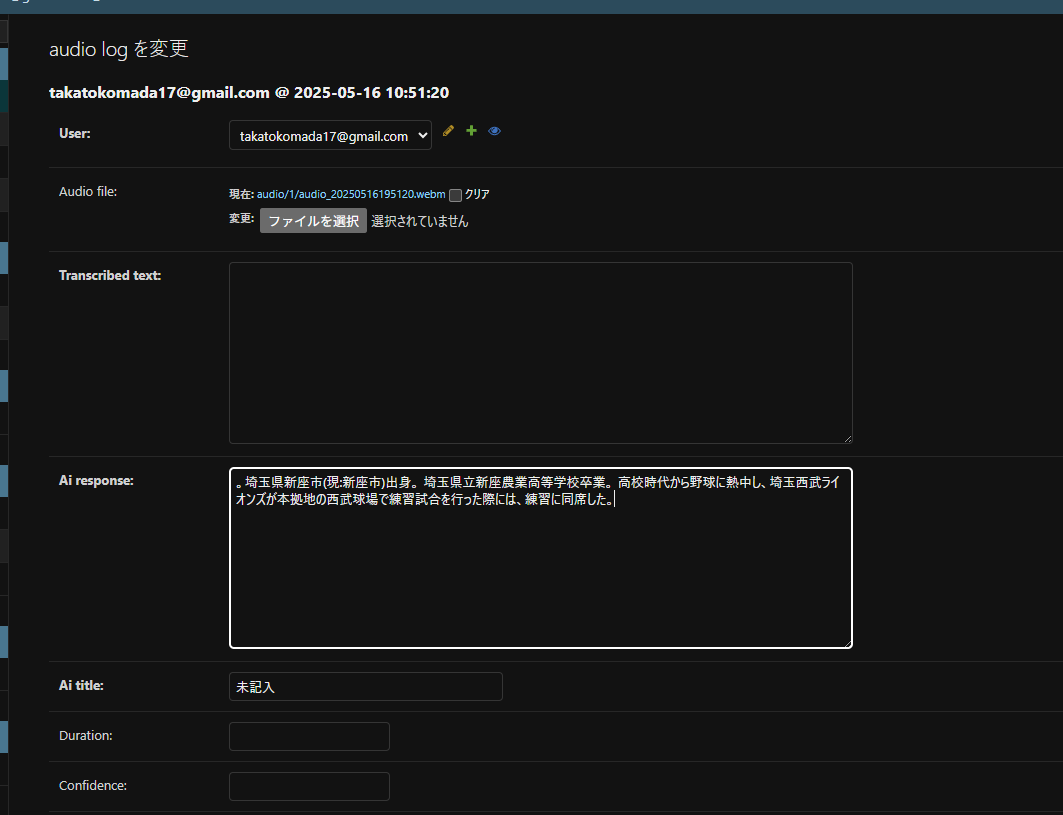 audio log を変更
takatokomada17@gmail.com @ 2025-05-16 10:51:20
User: takatokomada17@gmail.com
Audio file: 現在: audio/1/audio_20250516195120.webm クリア
変更: ファイルを選択 選択されていません
Transcribed text:
Ai response: 。埼玉県新座市(現:新座市)出身。埼玉県立新座農業高等学校卒業。高校時代から野球に熱中し、埼玉西武ライ
オンズが本拠地の西武球場で練習試合を行った際には、練習に同席した。
Ai title: 未記入
Duration:
Confidence: